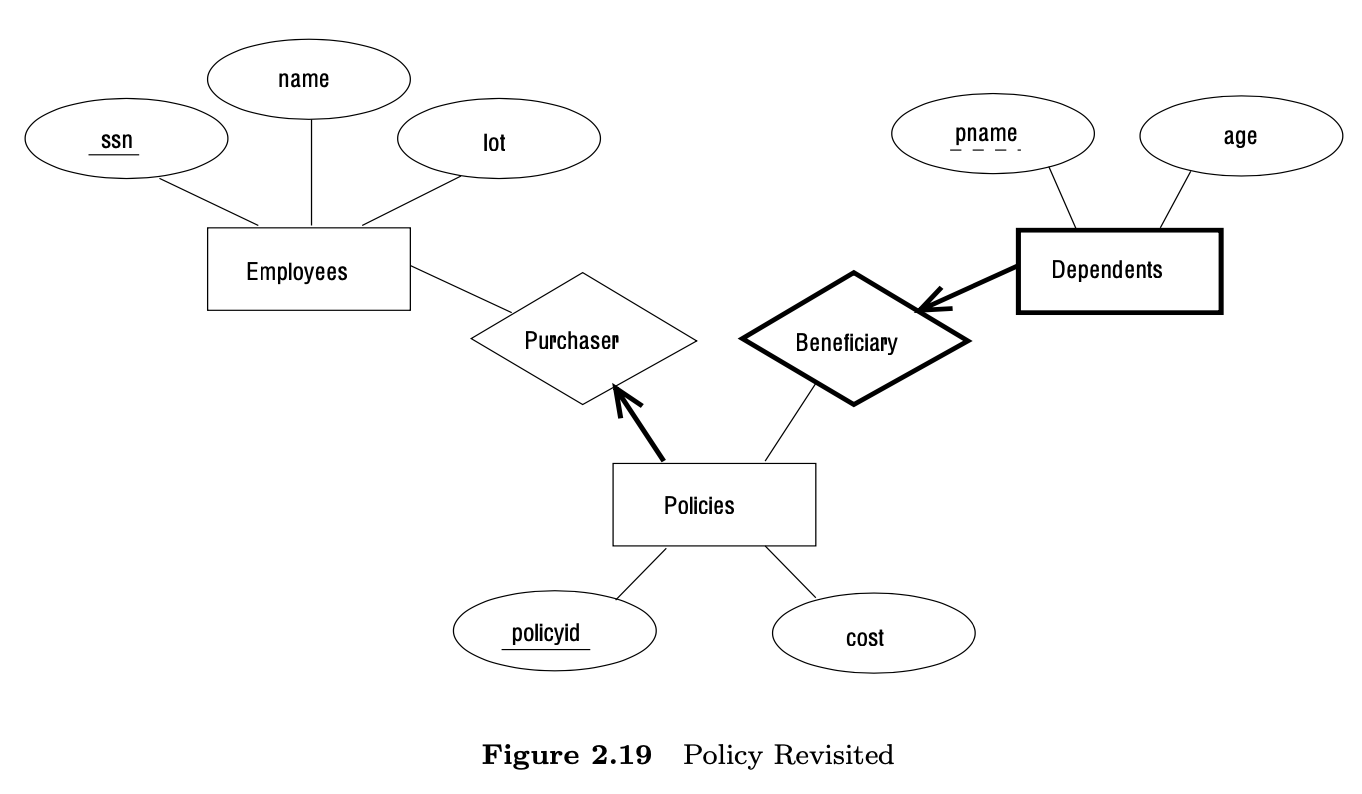 name
ssn
lot
pname
age
Employees
Dependents
Purchaser
Beneficiary
Policies
policyid
cost
Figure 2.19 Policy Revisited